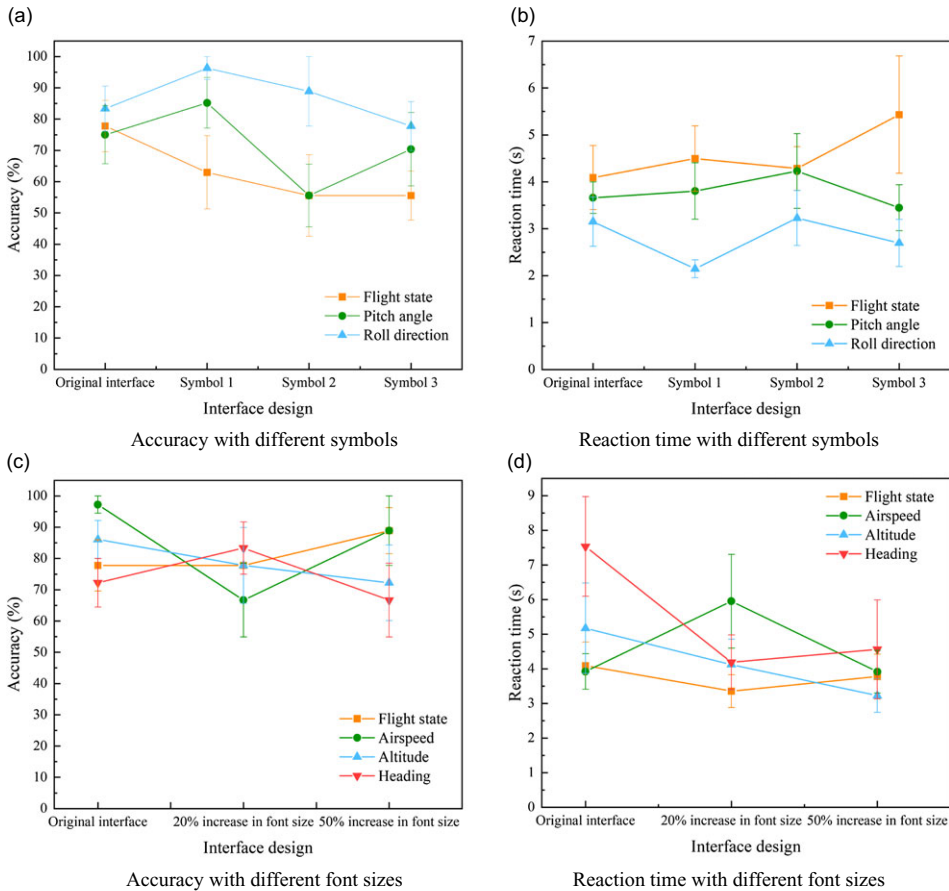 (a)
100
90
80
70
60
50
40
30
20
10
0
Accuracy (%)
Flight state
Pitch angle
Roll direction
Original interface Symbol 1 Symbol 2 Symbol 3
Interface design
Accuracy with different symbols
(b)
7
6
5
4
3
2
1
0
Reaction time (s)
Flight state
Pitch angle
Roll direction
Original interface Symbol 1 Symbol 2 Symbol 3
Interface design
Reaction time with different symbols
(c)
100
90
80
70
60
50
40
30
20
10
0
Accuracy (%)
Flight state
Airspeed
Altitude
Heading
Original interface 20% increase in font size 50% increase in font size
Interface design
Accuracy with different font sizes
(d)
9
8
7
6
5
4
3
2
1
0
Reaction time (s)
Flight state
Airspeed
Altitude
Heading
Original interface 20% increase in font size 50% increase in font size
Interface design
Reaction time with different font sizes